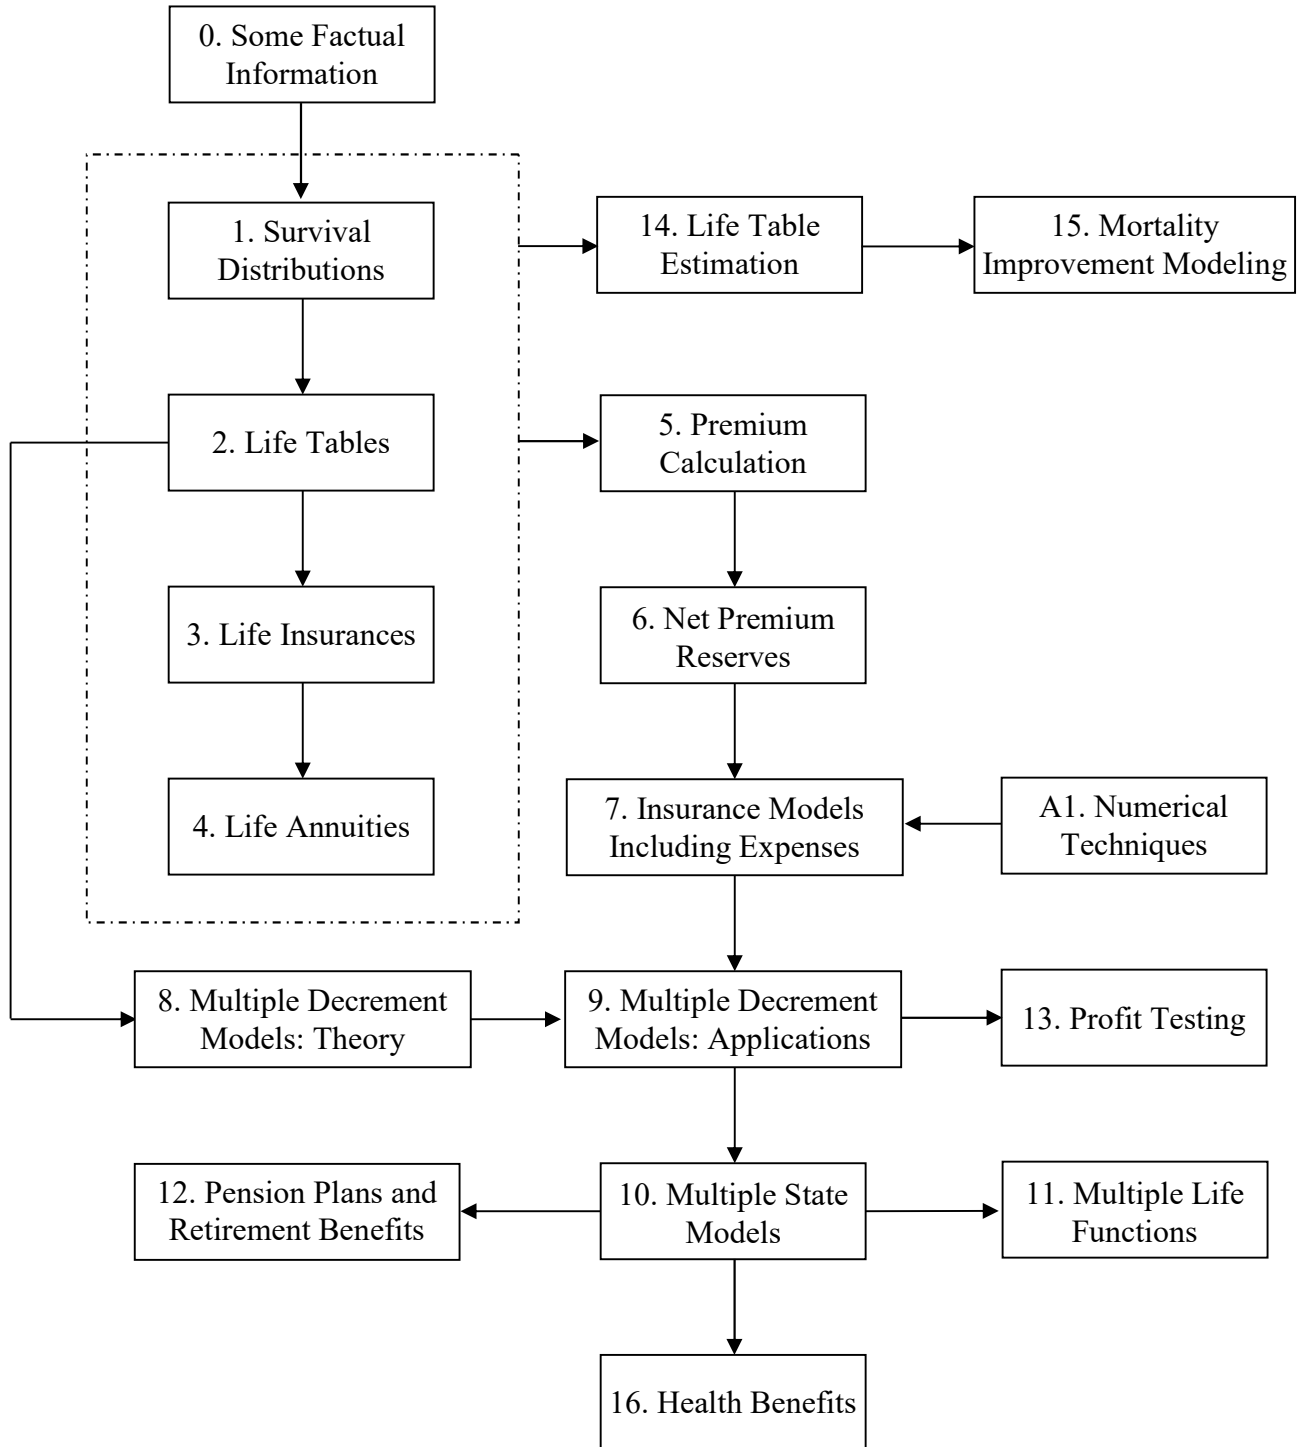 0. Some Factual
Information
1. Survival
Distributions
14. Life Table
Estimation
15. Mortality
Improvement Modeling
2. Life Tables
5. Premium
Calculation
3. Life Insurances
6. Net Premium
Reserves
4. Life Annuities
7. Insurance Models
Including Expenses
A1. Numerical
Techniques
8. Multiple Decrement
Models: Theory
9. Multiple Decrement
Models: Applications
13. Profit Testing
12. Pension Plans and
Retirement Benefits
10. Multiple State
Models
11. Multiple Life
Functions
16. Health Benefits